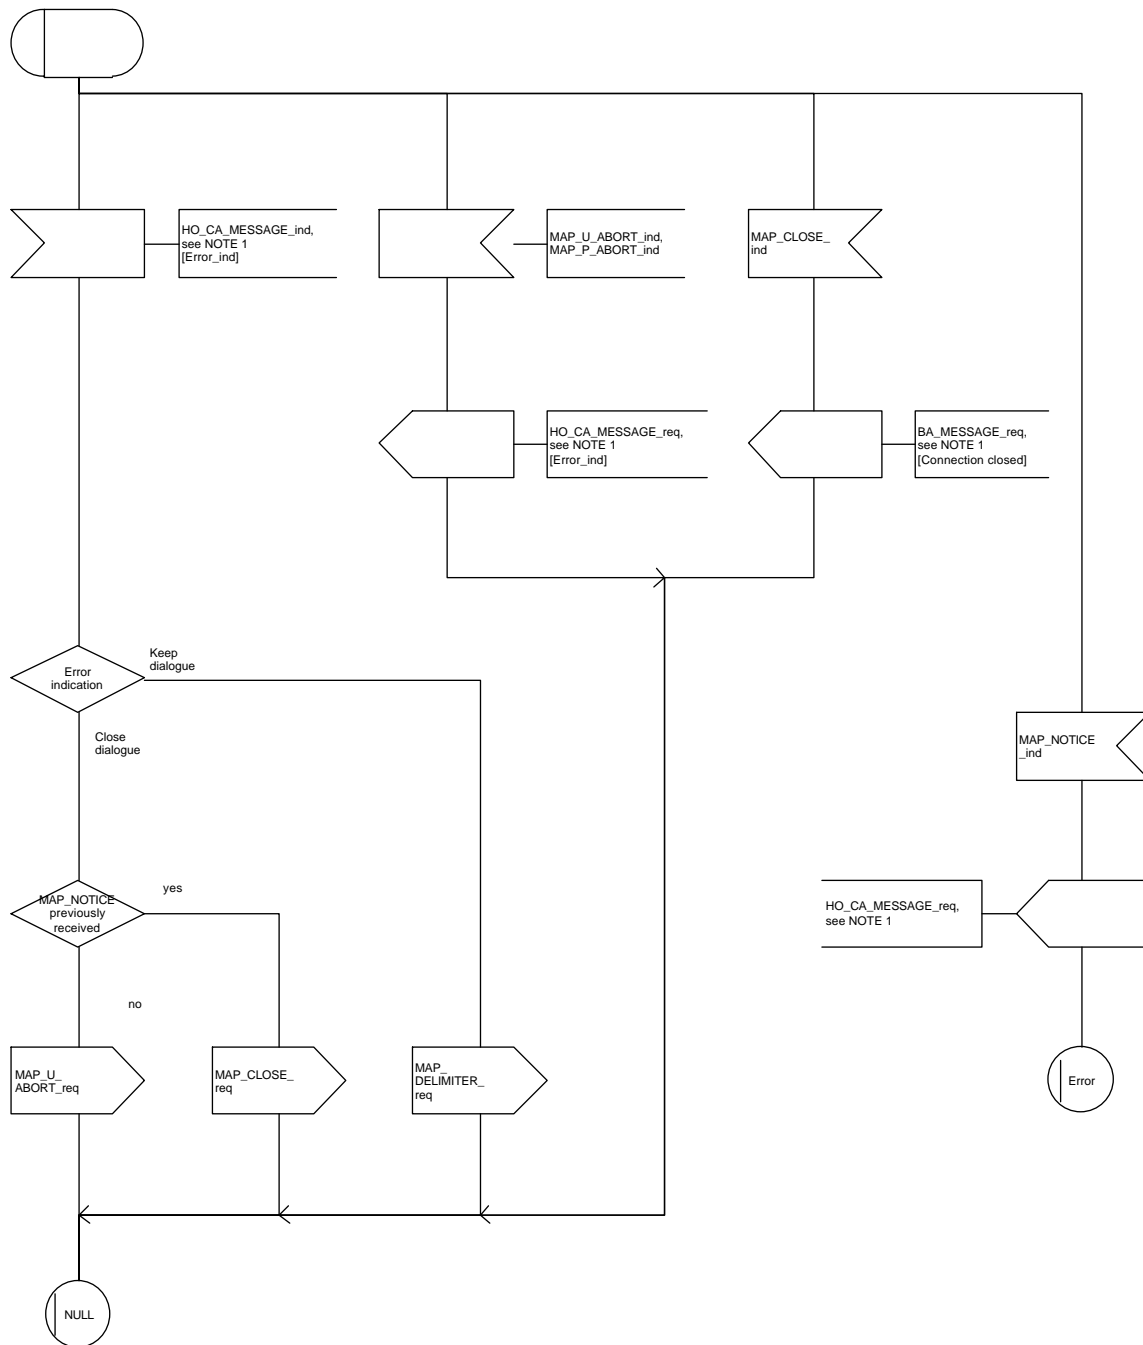 HO_CA_MESSAGE_ind,
see NOTE 1
[Error_ind]
MAP_U_ABORT_ind,
MAP_P_ABORT_ind
MAP_CLOSE_
ind
HO_CA_MESSAGE_req,
see NOTE 1
[Error_ind]
BA_MESSAGE_req,
see NOTE 1
[Connection closed]
Error
indication
Keep
dialogue
Close
dialogue
MAP_NOTICE
_ind
MAP_NOTICE
previously
received
yes
HO_CA_MESSAGE_req,
see NOTE 1
no
MAP_U_
ABORT_req
MAP_CLOSE_
req
MAP_
DELIMITER_
req
Error
NULL